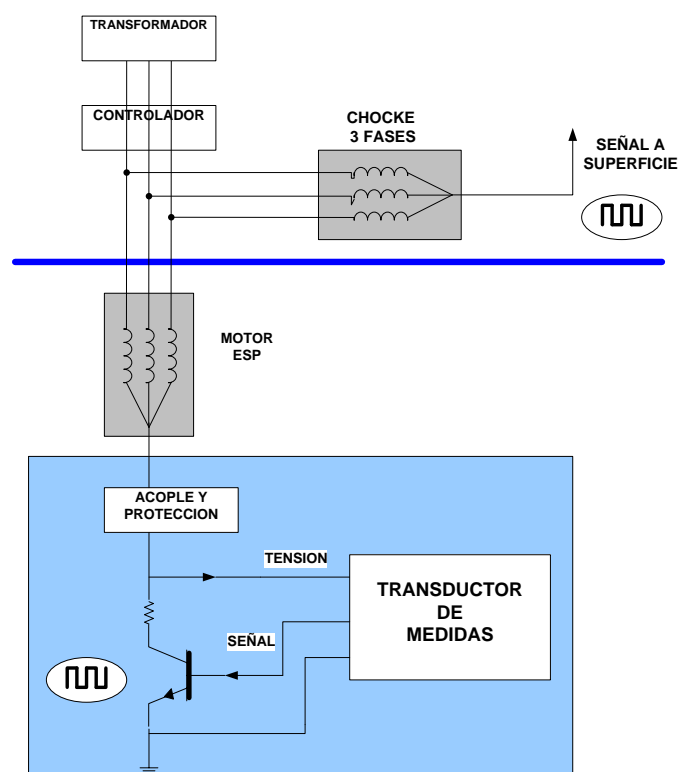 TRANSFORMADOR
CONTROLADOR
CHOCKE
3 FASES
SEÑAL A
SUPERFICIE
MOTOR
ESP
ACOPLE Y
PROTECCION
TENSION
TRANSDUCTOR
DE
MEDIDAS
SEÑAL